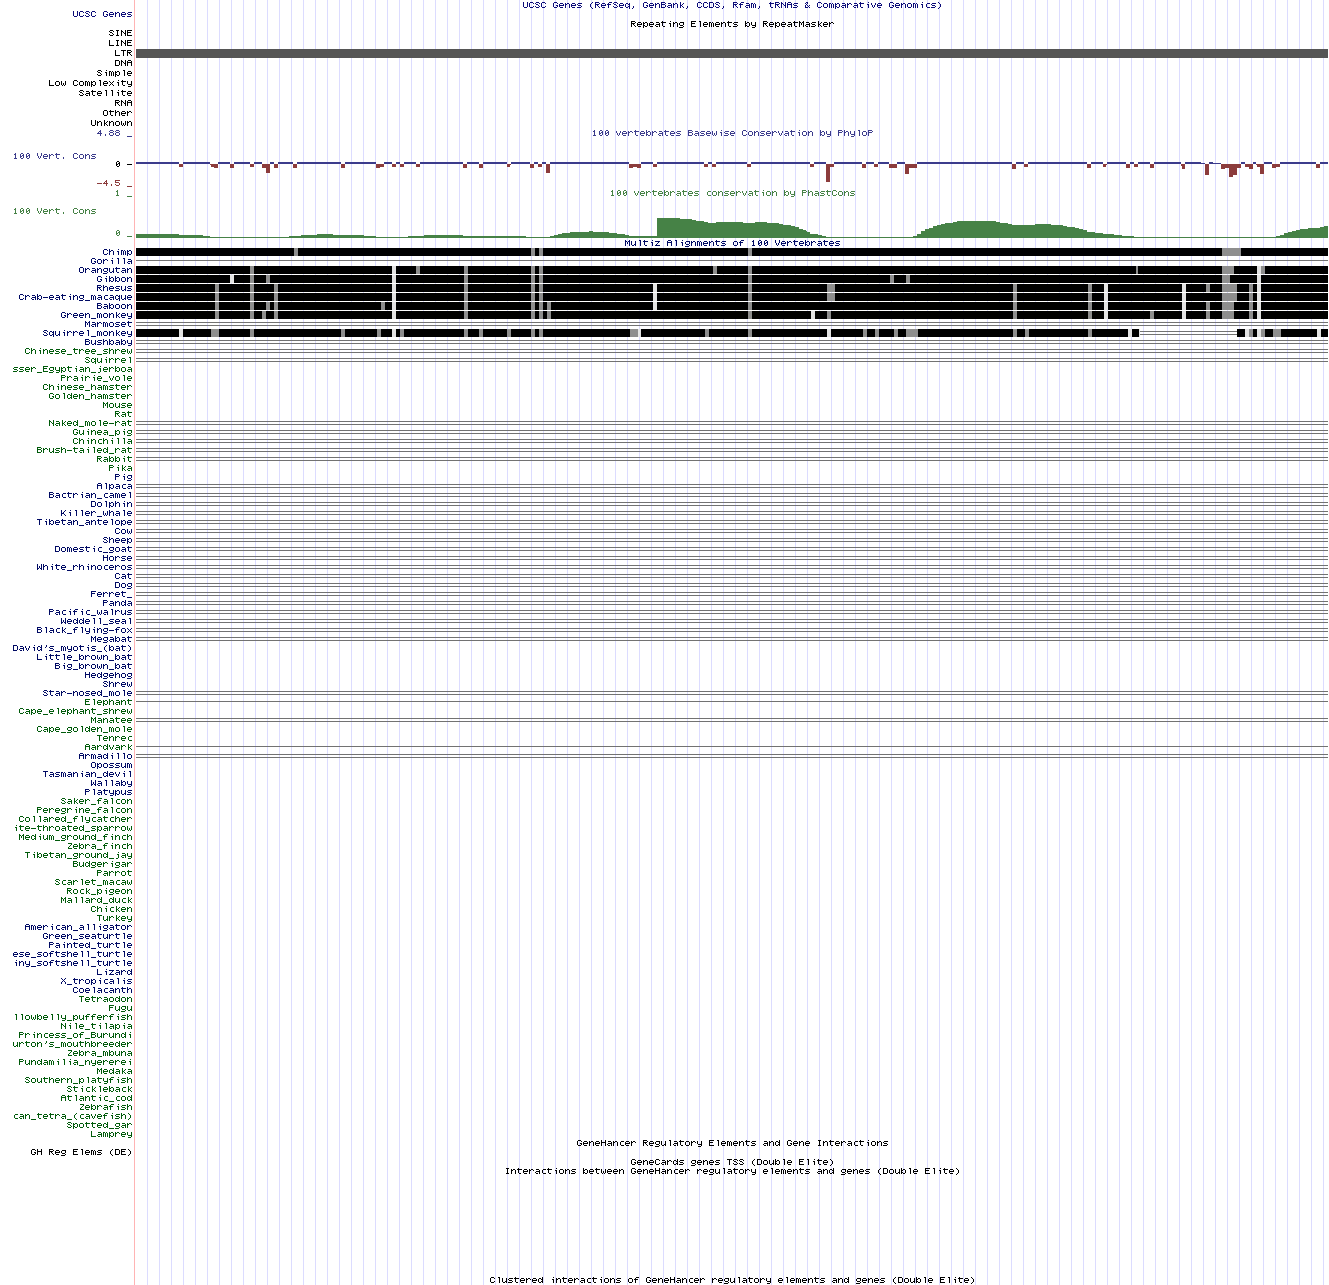 UCSC Genes (RefSeq, GenBank, CCDS, Rfam, tRNAs & Comparative Genomics)
UCSC Genes
Repeating Elements by RepeatMasker
SINE
LINE
LTR
DNA
Simple
Low Complexity
Satellite
RNA
Other
Unknown
4.88 _
100 vertebrates Basewise Conservation by PhyloP
100 Vert. Cons
0 -
-4.5 _
1 _
100 vertebrates conservation by PhastCons
100 Vert. Cons
0 _
Multiz Alignments of 100 Vertebrates
Chimp
Gorilla
Orangutan
Gibbon
Rhesus
Crab-eating_macaque
Baboon
Green_monkey
Marmoset
Squirrel_monkey
Bushbaby
Chinese_tree_shrew
Squirrel
sser_Egyptian_jerboa
Prairie_vole
Chinese_hamster
Golden_hamster
Mouse
Rat
Naked_mole-rat
Guinea_pig
Chinchilla
Brush-tailed_rat
Rabbit
Pika
Pig
Alpaca
Bactrian_camel
Dolphin
Killer_whale
Tibetan_antelope
Cow
Sheep
Domestic_goat
Horse
White_rhinoceros
Cat
Dog
Ferret_
Panda
Pacific_walrus
Weddell_seal
Black_flying-fox
Megabat
David's_myotis_(bat)
Little_brown_bat
Big_brown_bat
Hedgehog
Shrew
Star-nosed_mole
Elephant
Cape_elephant_shrew
Manatee
Cape_golden_mole
Tenrec
Aardvark
Armadillo
Opossum
Tasmanian_devil
Wallaby
Platypus
Saker_falcon
Peregrine_falcon
Collared_flycatcher
ite-throated_sparrow
Medium_ground_finch
Zebra_finch
Tibetan_ground_jay
Budgerigar
Parrot
Scarlet_macaw
Rock_pigeon
Mallard_duck
Chicken
Turkey
American_alligator
Green_seaturtle
Painted_turtle
ese_softshell_turtle
iny_softshell_turtle
Lizard
X_tropicalis
Coelacanth
Tetraodon
Fugu
llowbelly_pufferfish
Nile_tilapia
Princess_of_Burundi
urton's_mouthbreeder
Zebra_mbuna
Pundamilia_nyererei
Medaka
Southern_platyfish
Stickleback
Atlantic_cod
Zebrafish
can_tetra_(cavefish)
Spotted_gar
Lamprey
GeneHancer Regulatory Elements and Gene Interactions
GH Reg Elems (DE)
GeneCards genes TSS (Double Elite)
Interactions between GeneHancer regulatory elements and genes (Double Elite)
Clustered interactions of GeneHancer regulatory elements and genes (Double Elite)